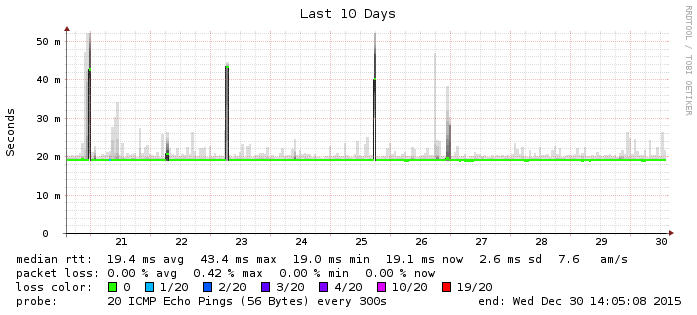 Last 10 Days
RRDTOOL / TOBI OETIKER
Seconds
50 m
40 m
30 m
20 m
10 m
0
21 22 23 24 25 26 27 28 29 30
median rtt: 19.4 ms avg 43.4 ms max 19.0 ms min 19.1 ms now 2.6 ms sd 7.6 am/s
packet loss: 0.00 % avg 0.42 % max 0.00 % min 0.00 % now
loss color: 0 1/20 2/20 3/20 4/20 10/20 19/20
probe: 20 ICMP Echo Pings (56 Bytes) every 300s end: Wed Dec 30 14:05:08 2015